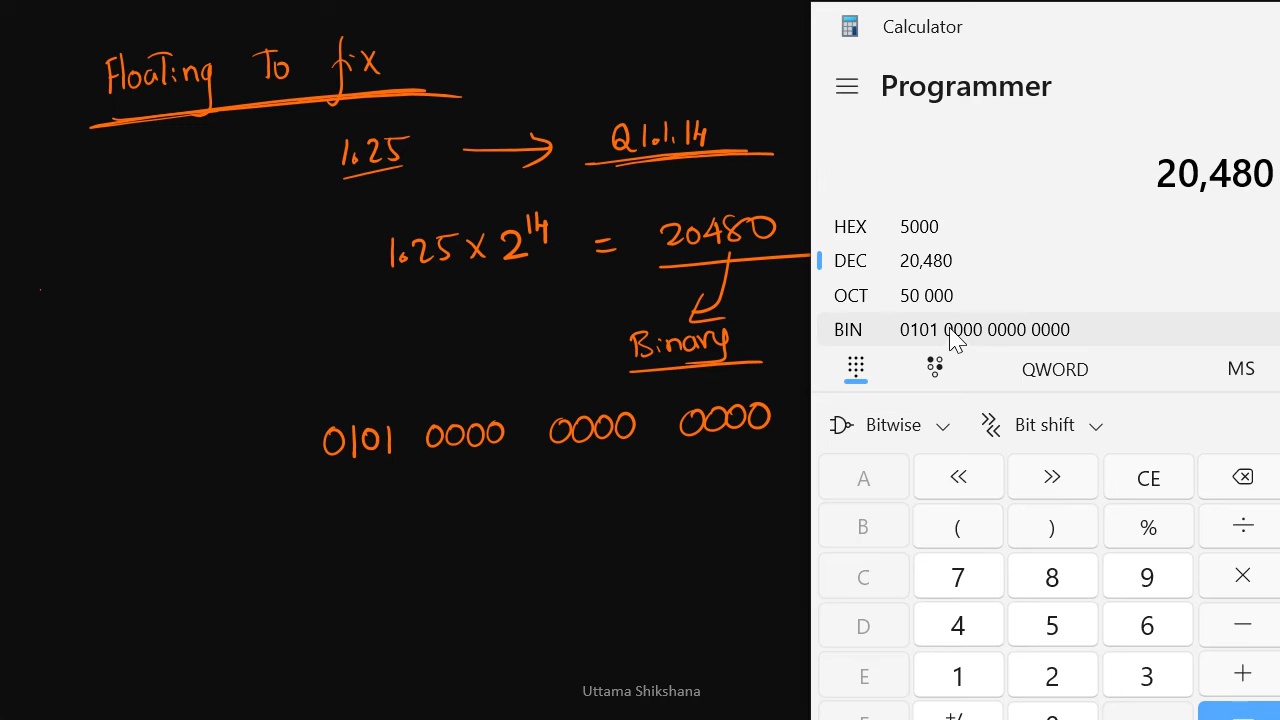 Floating To fix
1.25 → Q1.1.14
1.25 × 2^14 = 20480
Binary
0101 0000 0000 0000
Uttama Shikshana
Calculator
Programmer
20,480
HEX 5000
DEC 20,480
OCT 50 000
BIN 0101 0000 0000 0000
QWORD MS
Bitwise Bit shift
A << >> CE
B ( ) % ÷
C 7 8 9 ×
D 4 5 6 −
E 1 2 3 +